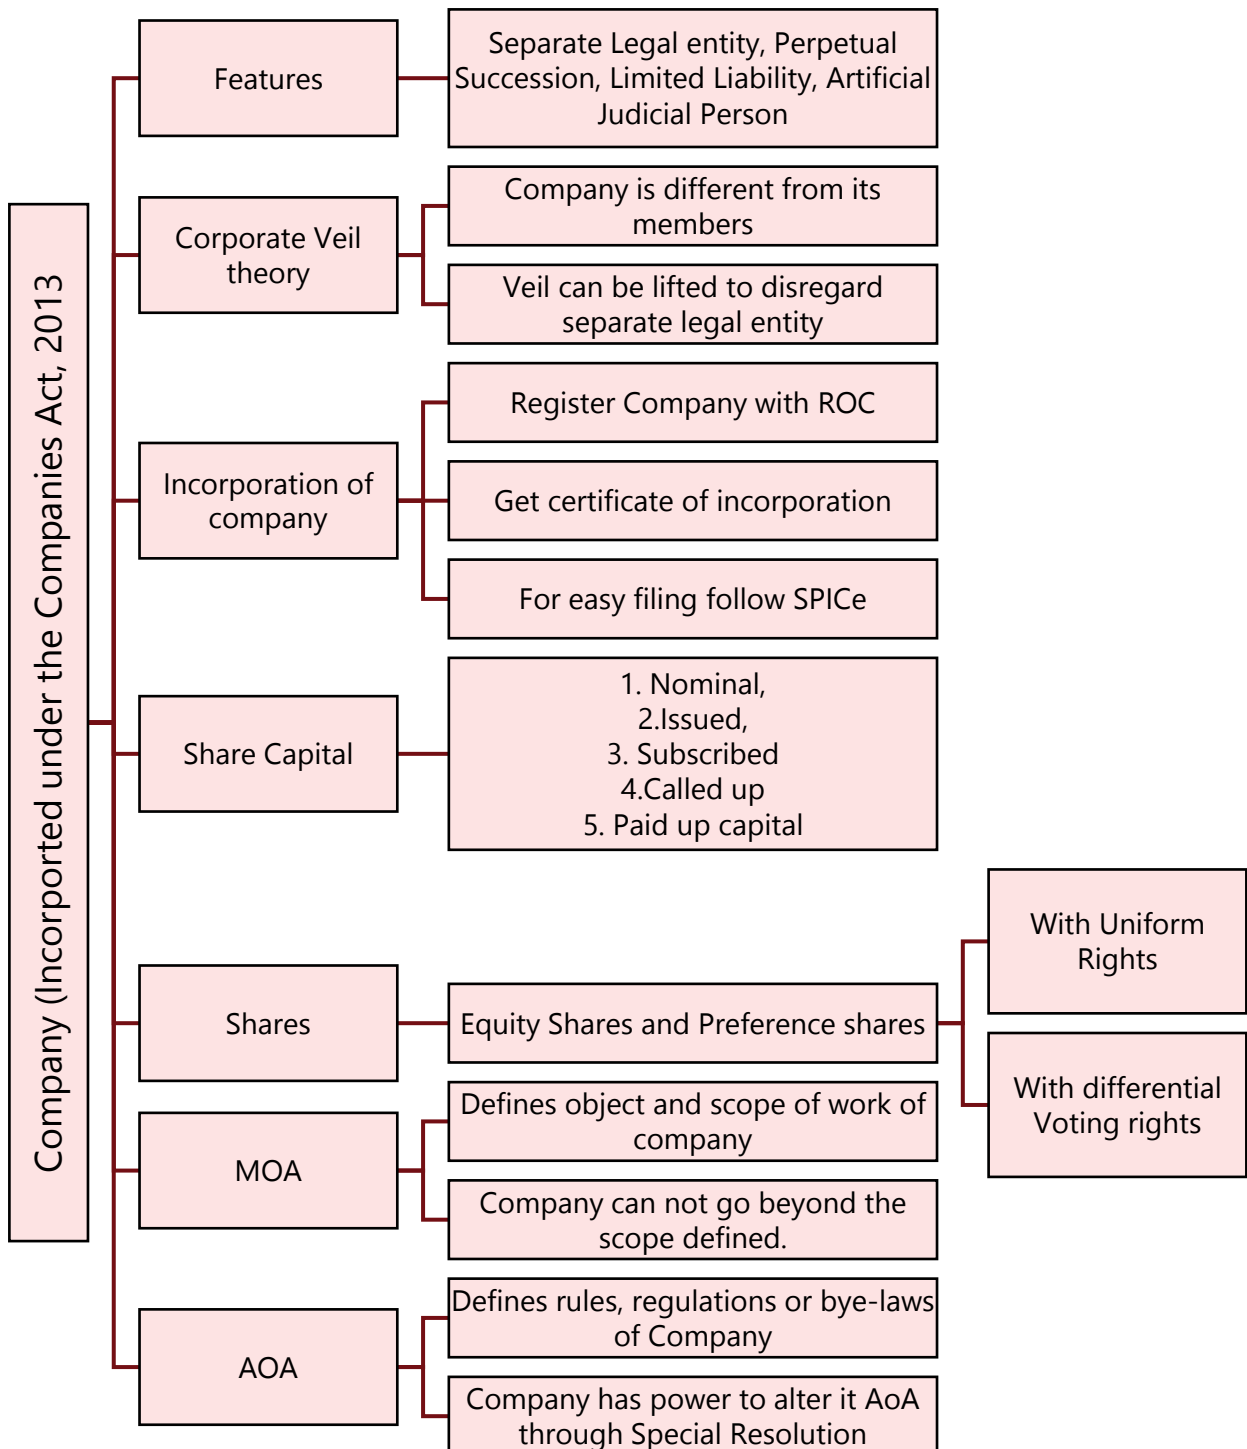 Company (Incorported under the Companies Act, 2013
Features
Separate Legal entity, Perpetual
Succession, Limited Liability, Artificial
Judicial Person
Corporate Veil
theory
Company is different from its
members
Veil can be lifted to disregard
separate legal entity
Incorporation of
company
Register Company with ROC
Get certificate of incorporation
For easy filing follow SPICe
Share Capital
1. Nominal,
2.Issued,
3. Subscribed
4.Called up
5. Paid up capital
Shares
Equity Shares and Preference shares
With Uniform
Rights
With differential
Voting rights
MOA
Defines object and scope of work of
company
Company can not go beyond the
scope defined.
AOA
Defines rules, regulations or bye-laws
of Company
Company has power to alter it AoA
through Special Resolution